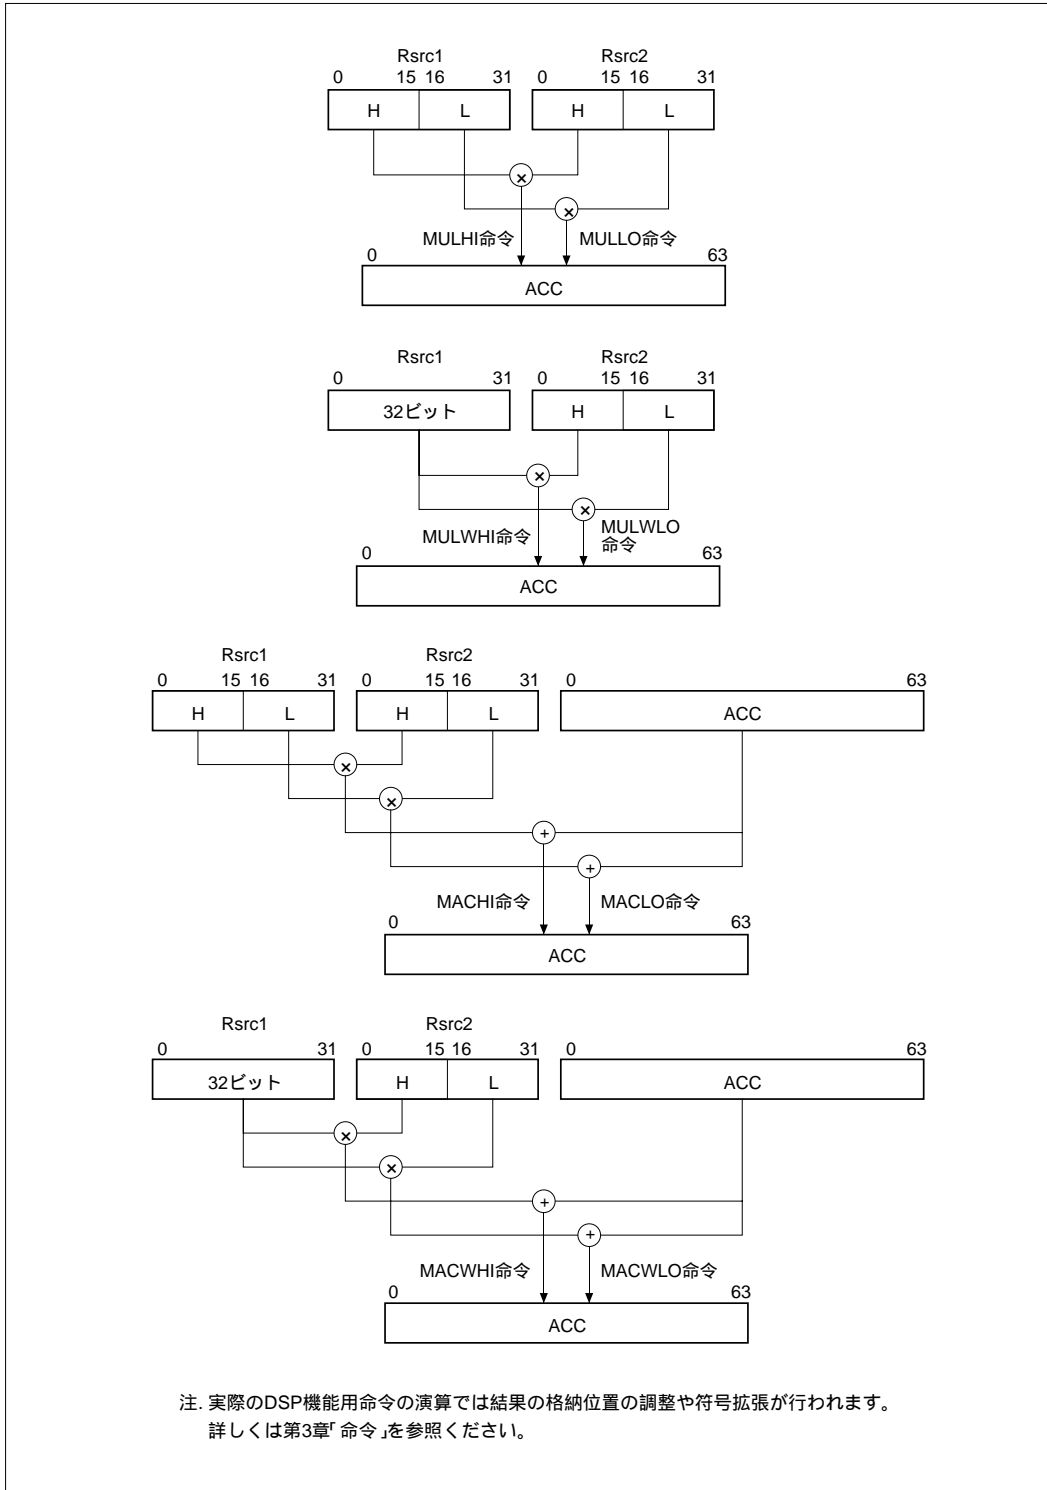 Rsrc1 Rsrc2
0 15 16 31 0 15 16 31
H L H L
× ×
MULHI命令 MULLO命令
0 63
ACC
Rsrc1 Rsrc2
0 31 0 15 16 31
32ビット H L
× ×
MULWHI命令 MULWLO
命令
0 63
ACC
Rsrc1 Rsrc2
0 15 16 31 0 15 16 31 0 63
H L H L ACC
× ×
+ +
MACHI命令 MACLO命令
0 63
ACC
Rsrc1 Rsrc2
0 31 0 15 16 31 0 63
32ビット H L ACC
× ×
+ +
MACWHI命令 MACWLO命令
0 63
ACC
注. 実際のDSP機能用命令の演算では結果の格納位置の調整や符号拡張が行われます。
詳しくは第3章「命令」を参照ください。